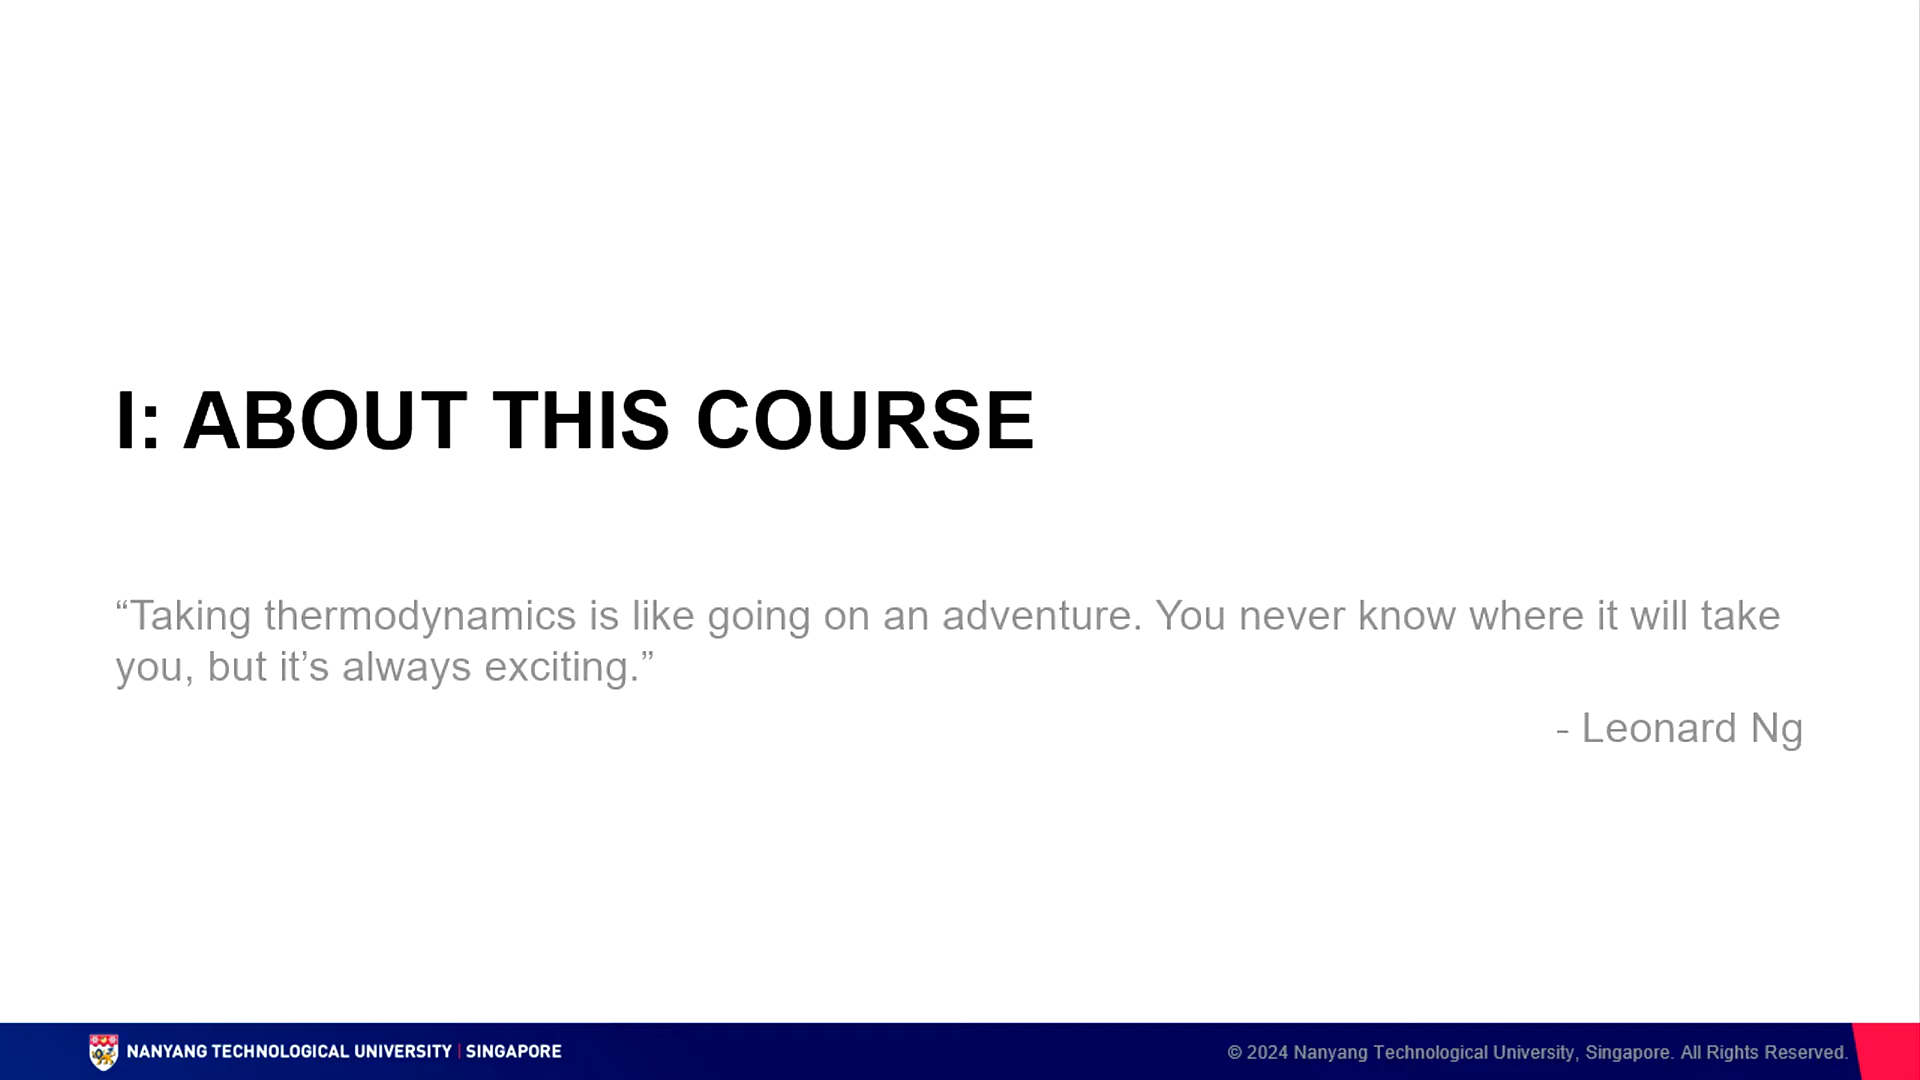 I: ABOUT THIS COURSE
“Taking thermodynamics is like going on an adventure. You never know where it will take
you, but it’s always exciting.”
- Leonard Ng
NANYANG TECHNOLOGICAL UNIVERSITY | SINGAPORE
© 2024 Nanyang Technological University, Singapore. All Rights Reserved.